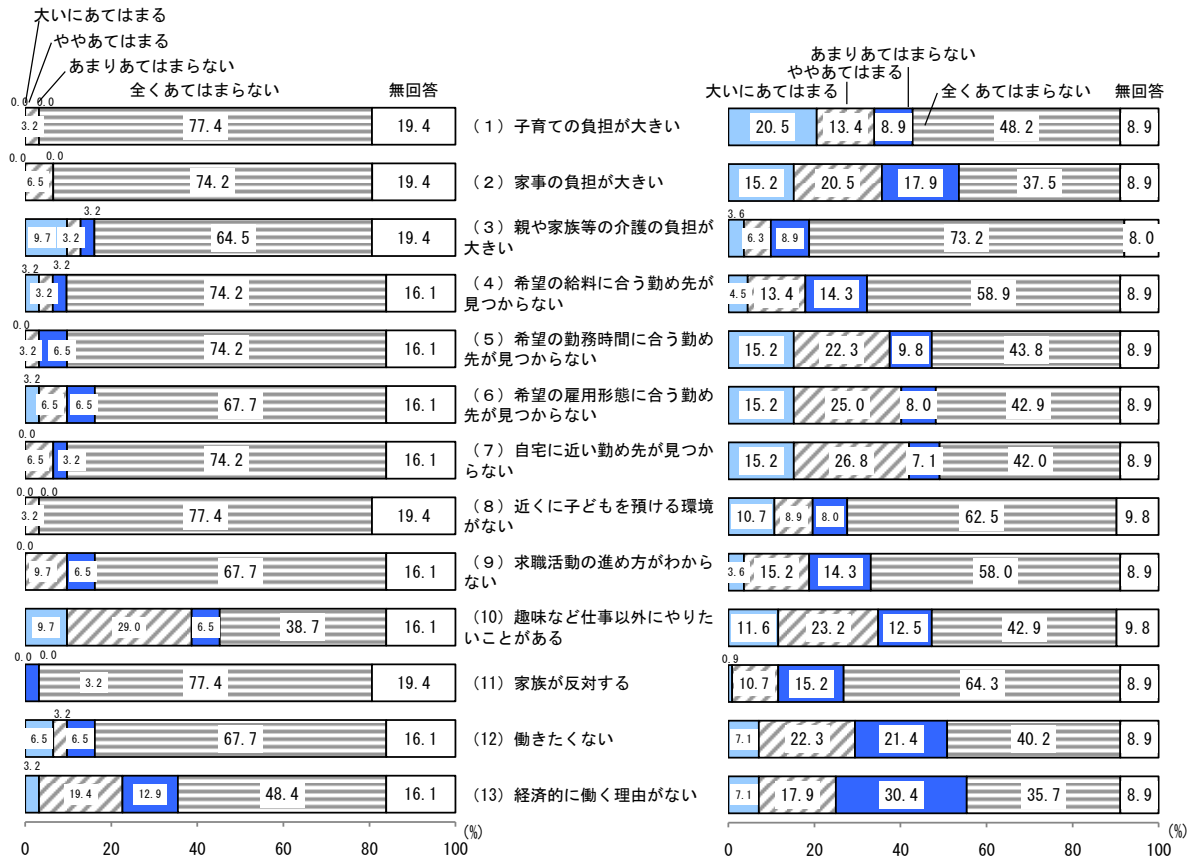 大いにあてはまる
ややあてはまる
あまりあてはまらない
全くあてはまらない
無回答
あまりあてはまらない
ややあてはまる
大いにあてはまる
全くあてはまらない
無回答
0.0 0.0
3.2 77.4 19.4
（１）子育ての負担が大きい
20.5 13.4 8.9 48.2 8.9
0.0 0.0
6.5 74.2 19.4
（２）家事の負担が大きい
15.2 20.5 17.9 37.5 8.9
3.2
9.7 3.2 64.5 19.4
（３）親や家族等の介護の負担が
大きい
3.6
6.3 8.9 73.2 8.0
3.2 3.2
3.2 74.2 16.1
（４）希望の給料に合う勤め先が
見つからない
4.5 13.4 14.3 58.9 8.9
0.0
3.2 6.5 74.2 16.1
（５）希望の勤務時間に合う勤め
先が見つからない
15.2 22.3 9.8 43.8 8.9
3.2
6.5 6.5 67.7 16.1
（６）希望の雇用形態に合う勤め
先が見つからない
15.2 25.0 8.0 42.9 8.9
0.0
6.5 3.2 74.2 16.1
（７）自宅に近い勤め先が見つか
らない
15.2 26.8 7.1 42.0 8.9
0.0 0.0
3.2 77.4 19.4
（８）近くに子どもを預ける環境
がない
10.7 8.9 8.0 62.5 9.8
0.0
9.7 6.5 67.7 16.1
（９）求職活動の進め方がわから
ない
3.6 15.2 14.3 58.0 8.9
9.7 29.0 6.5 38.7 16.1
（10）趣味など仕事以外にやりた
いことがある
11.6 23.2 12.5 42.9 9.8
0.0 0.0
3.2 77.4 19.4
（11）家族が反対する
0.9
10.7 15.2 64.3 8.9
3.2
6.5 6.5 67.7 16.1
（12）働きたくない
7.1 22.3 21.4 40.2 8.9
3.2
19.4 12.9 48.4 16.1
（13）経済的に働く理由がない
7.1 17.9 30.4 35.7 8.9
0 20 40 60 80 100
(%)
0 20 40 60 80 100
(%)